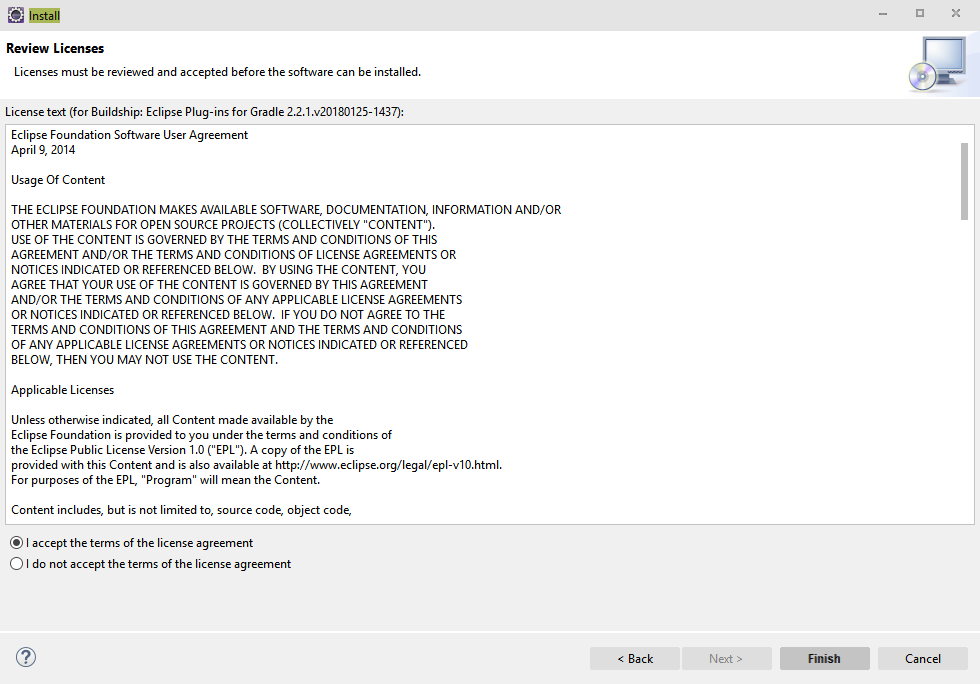 Install
Review Licenses
Licenses must be reviewed and accepted before the software can be installed.
License text (for Buildship: Eclipse Plug-ins for Gradle 2.2.1.v20180125-1437):
Eclipse Foundation Software User Agreement
April 9, 2014
Usage Of Content
THE ECLIPSE FOUNDATION MAKES AVAILABLE SOFTWARE, DOCUMENTATION, INFORMATION AND/OR
OTHER MATERIALS FOR OPEN SOURCE PROJECTS (COLLECTIVELY "CONTENT").
USE OF THE CONTENT IS GOVERNED BY THE TERMS AND CONDITIONS OF THIS
AGREEMENT AND/OR THE TERMS AND CONDITIONS OF LICENSE AGREEMENTS OR
NOTICES INDICATED OR REFERENCED BELOW.  BY USING THE CONTENT, YOU
AGREE THAT YOUR USE OF THE CONTENT IS GOVERNED BY THIS AGREEMENT
AND/OR THE TERMS AND CONDITIONS OF ANY APPLICABLE LICENSE AGREEMENTS
OR NOTICES INDICATED OR REFERENCED BELOW.  IF YOU DO NOT AGREE TO THE
TERMS AND CONDITIONS OF THIS AGREEMENT AND THE TERMS AND CONDITIONS
OF ANY APPLICABLE LICENSE AGREEMENTS OR NOTICES INDICATED OR REFERENCED
BELOW, THEN YOU MAY NOT USE THE CONTENT.
Applicable Licenses
Unless otherwise indicated, all Content made available by the
Eclipse Foundation is provided to you under the terms and conditions of
the Eclipse Public License Version 1.0 ("EPL"). A copy of the EPL is
provided with this Content and is also available at http://www.eclipse.org/legal/epl-v10.html.
For purposes of the EPL, "Program" will mean the Content.
Content includes, but is not limited to, source code, object code,
I accept the terms of the license agreement
I do not accept the terms of the license agreement
?
< Back
Next >
Finish
Cancel